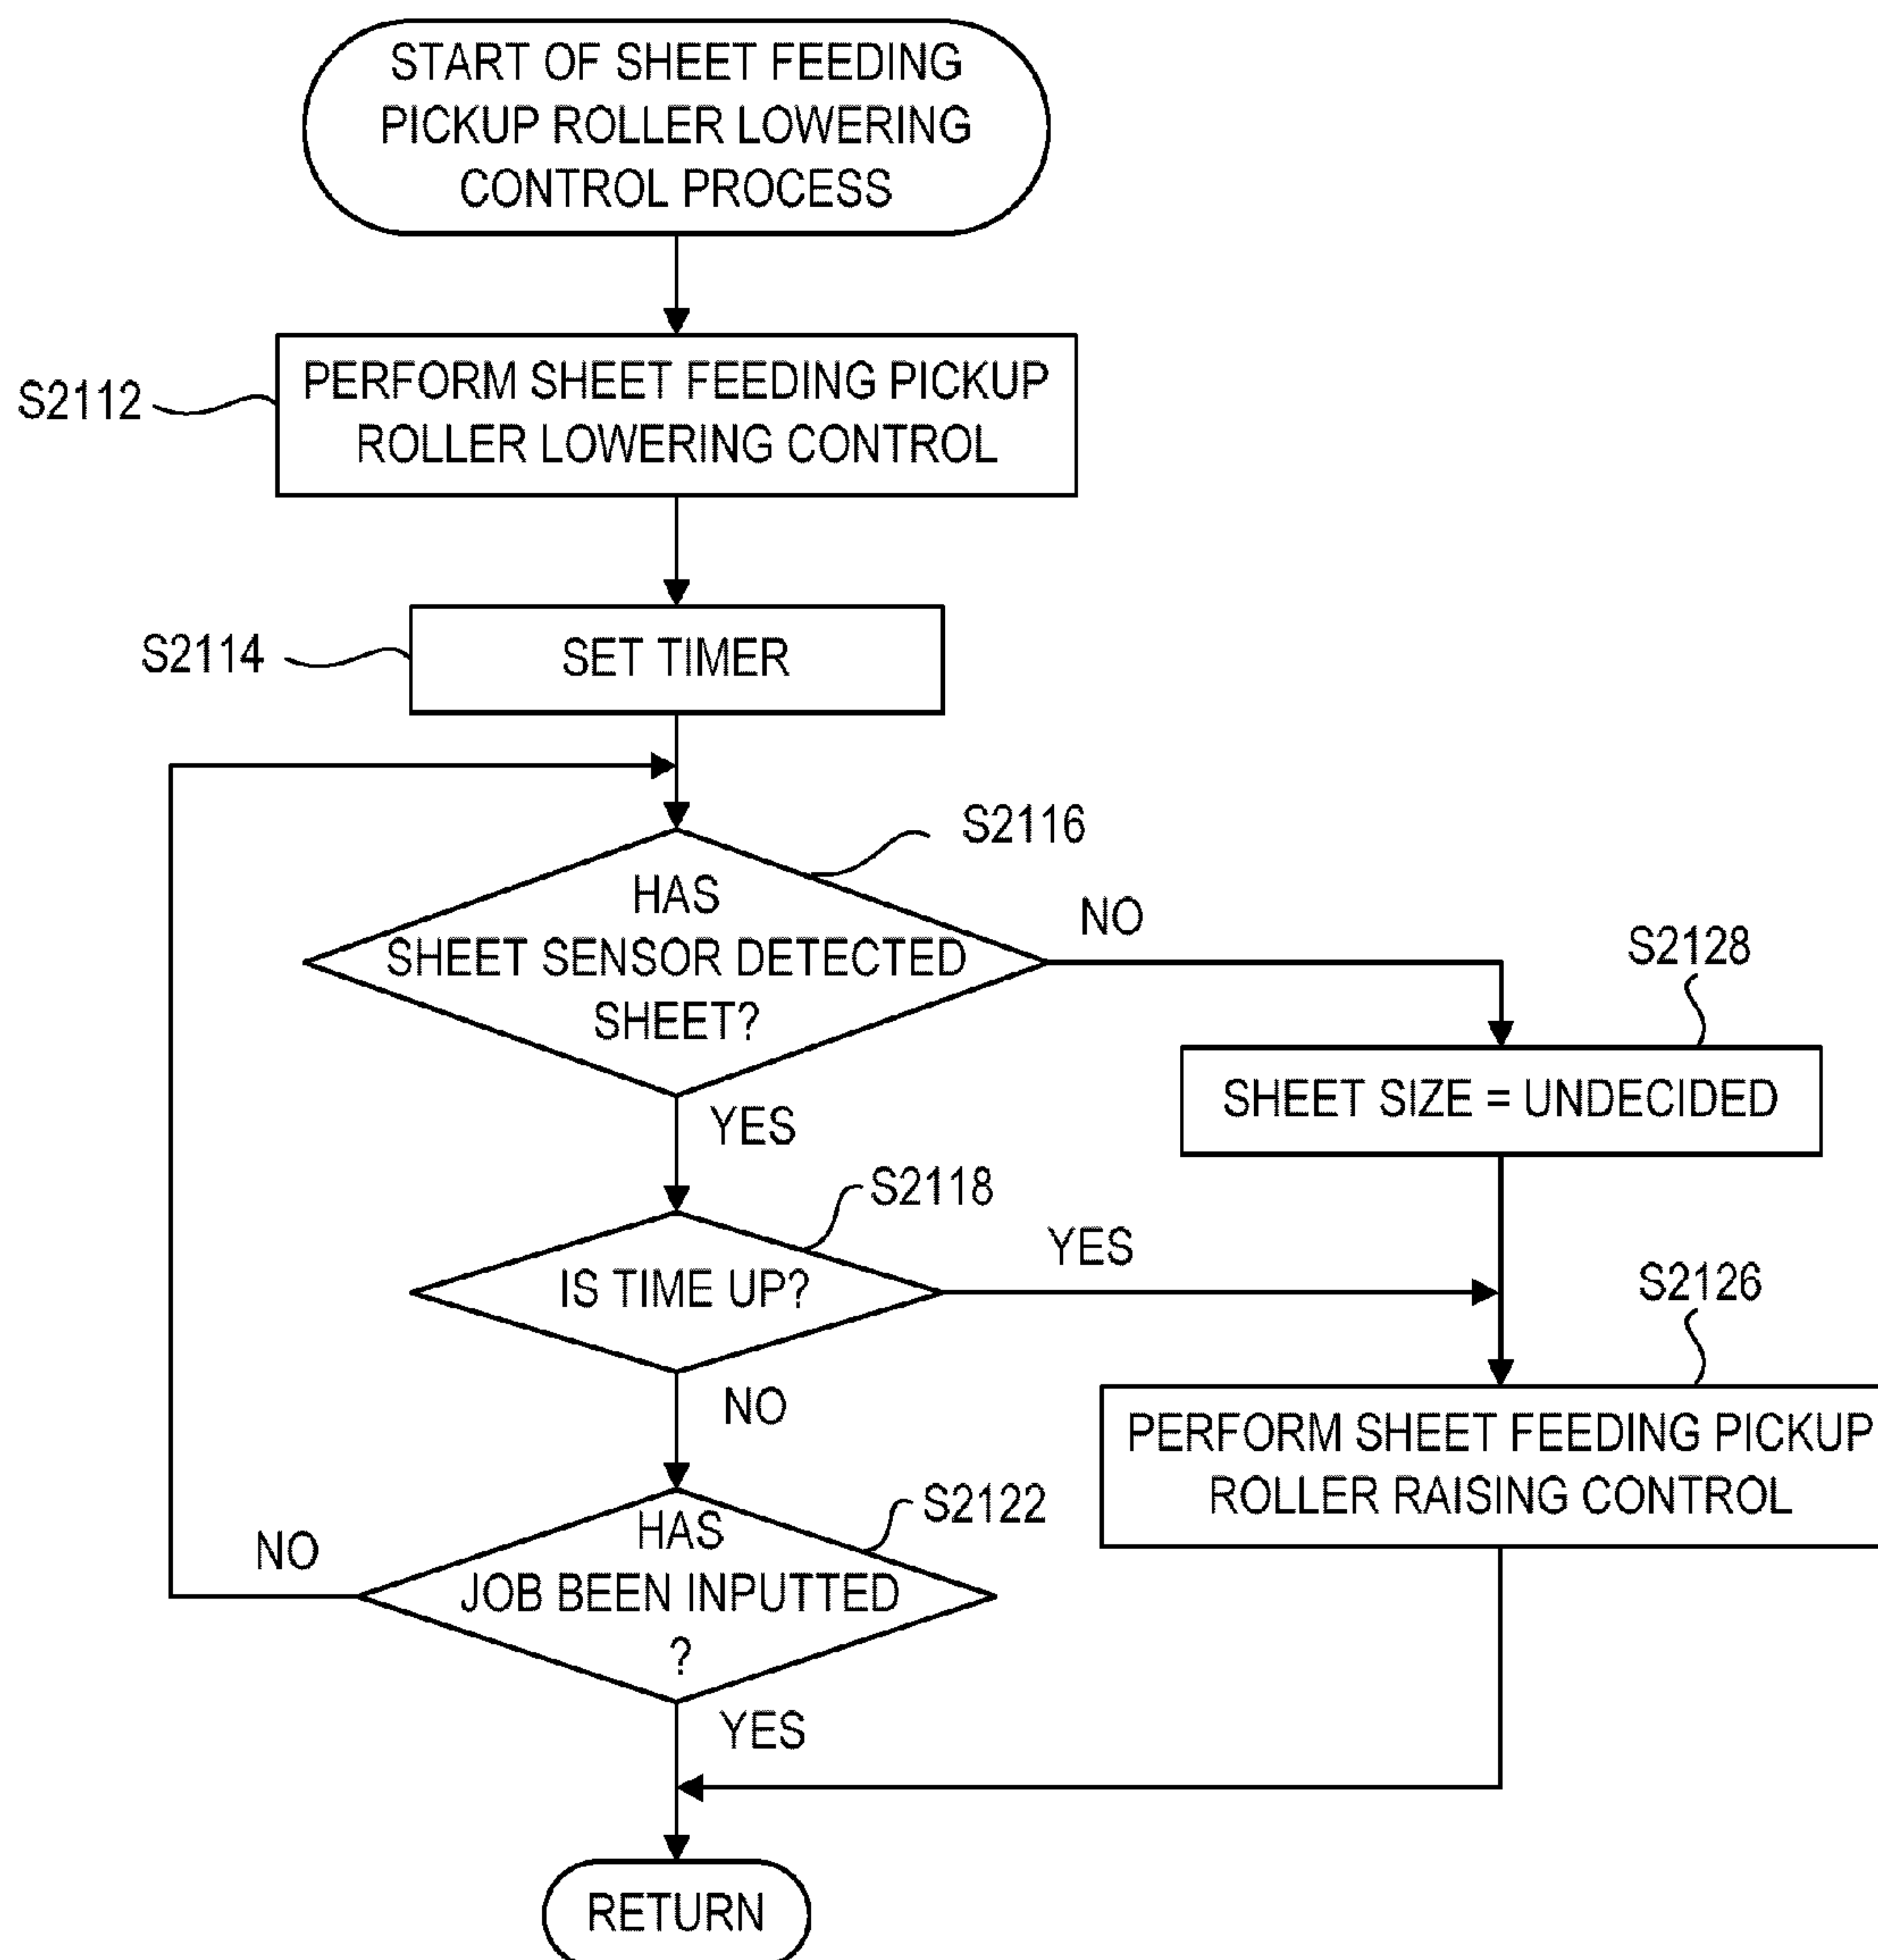 START OF SHEET FEEDING
PICKUP ROLLER LOWERING
CONTROL PROCESS
S2112
PERFORM SHEET FEEDING PICKUP
ROLLER LOWERING CONTROL
S2114
SET TIMER
S2116
HAS
SHEET SENSOR DETECTED
SHEET?
NO
S2128
SHEET SIZE = UNDECIDED
YES
S2118
IS TIME UP?
YES
S2126
PERFORM SHEET FEEDING PICKUP
ROLLER RAISING CONTROL
NO
S2122
HAS
JOB BEEN INPUTTED
?
NO
YES
RETURN